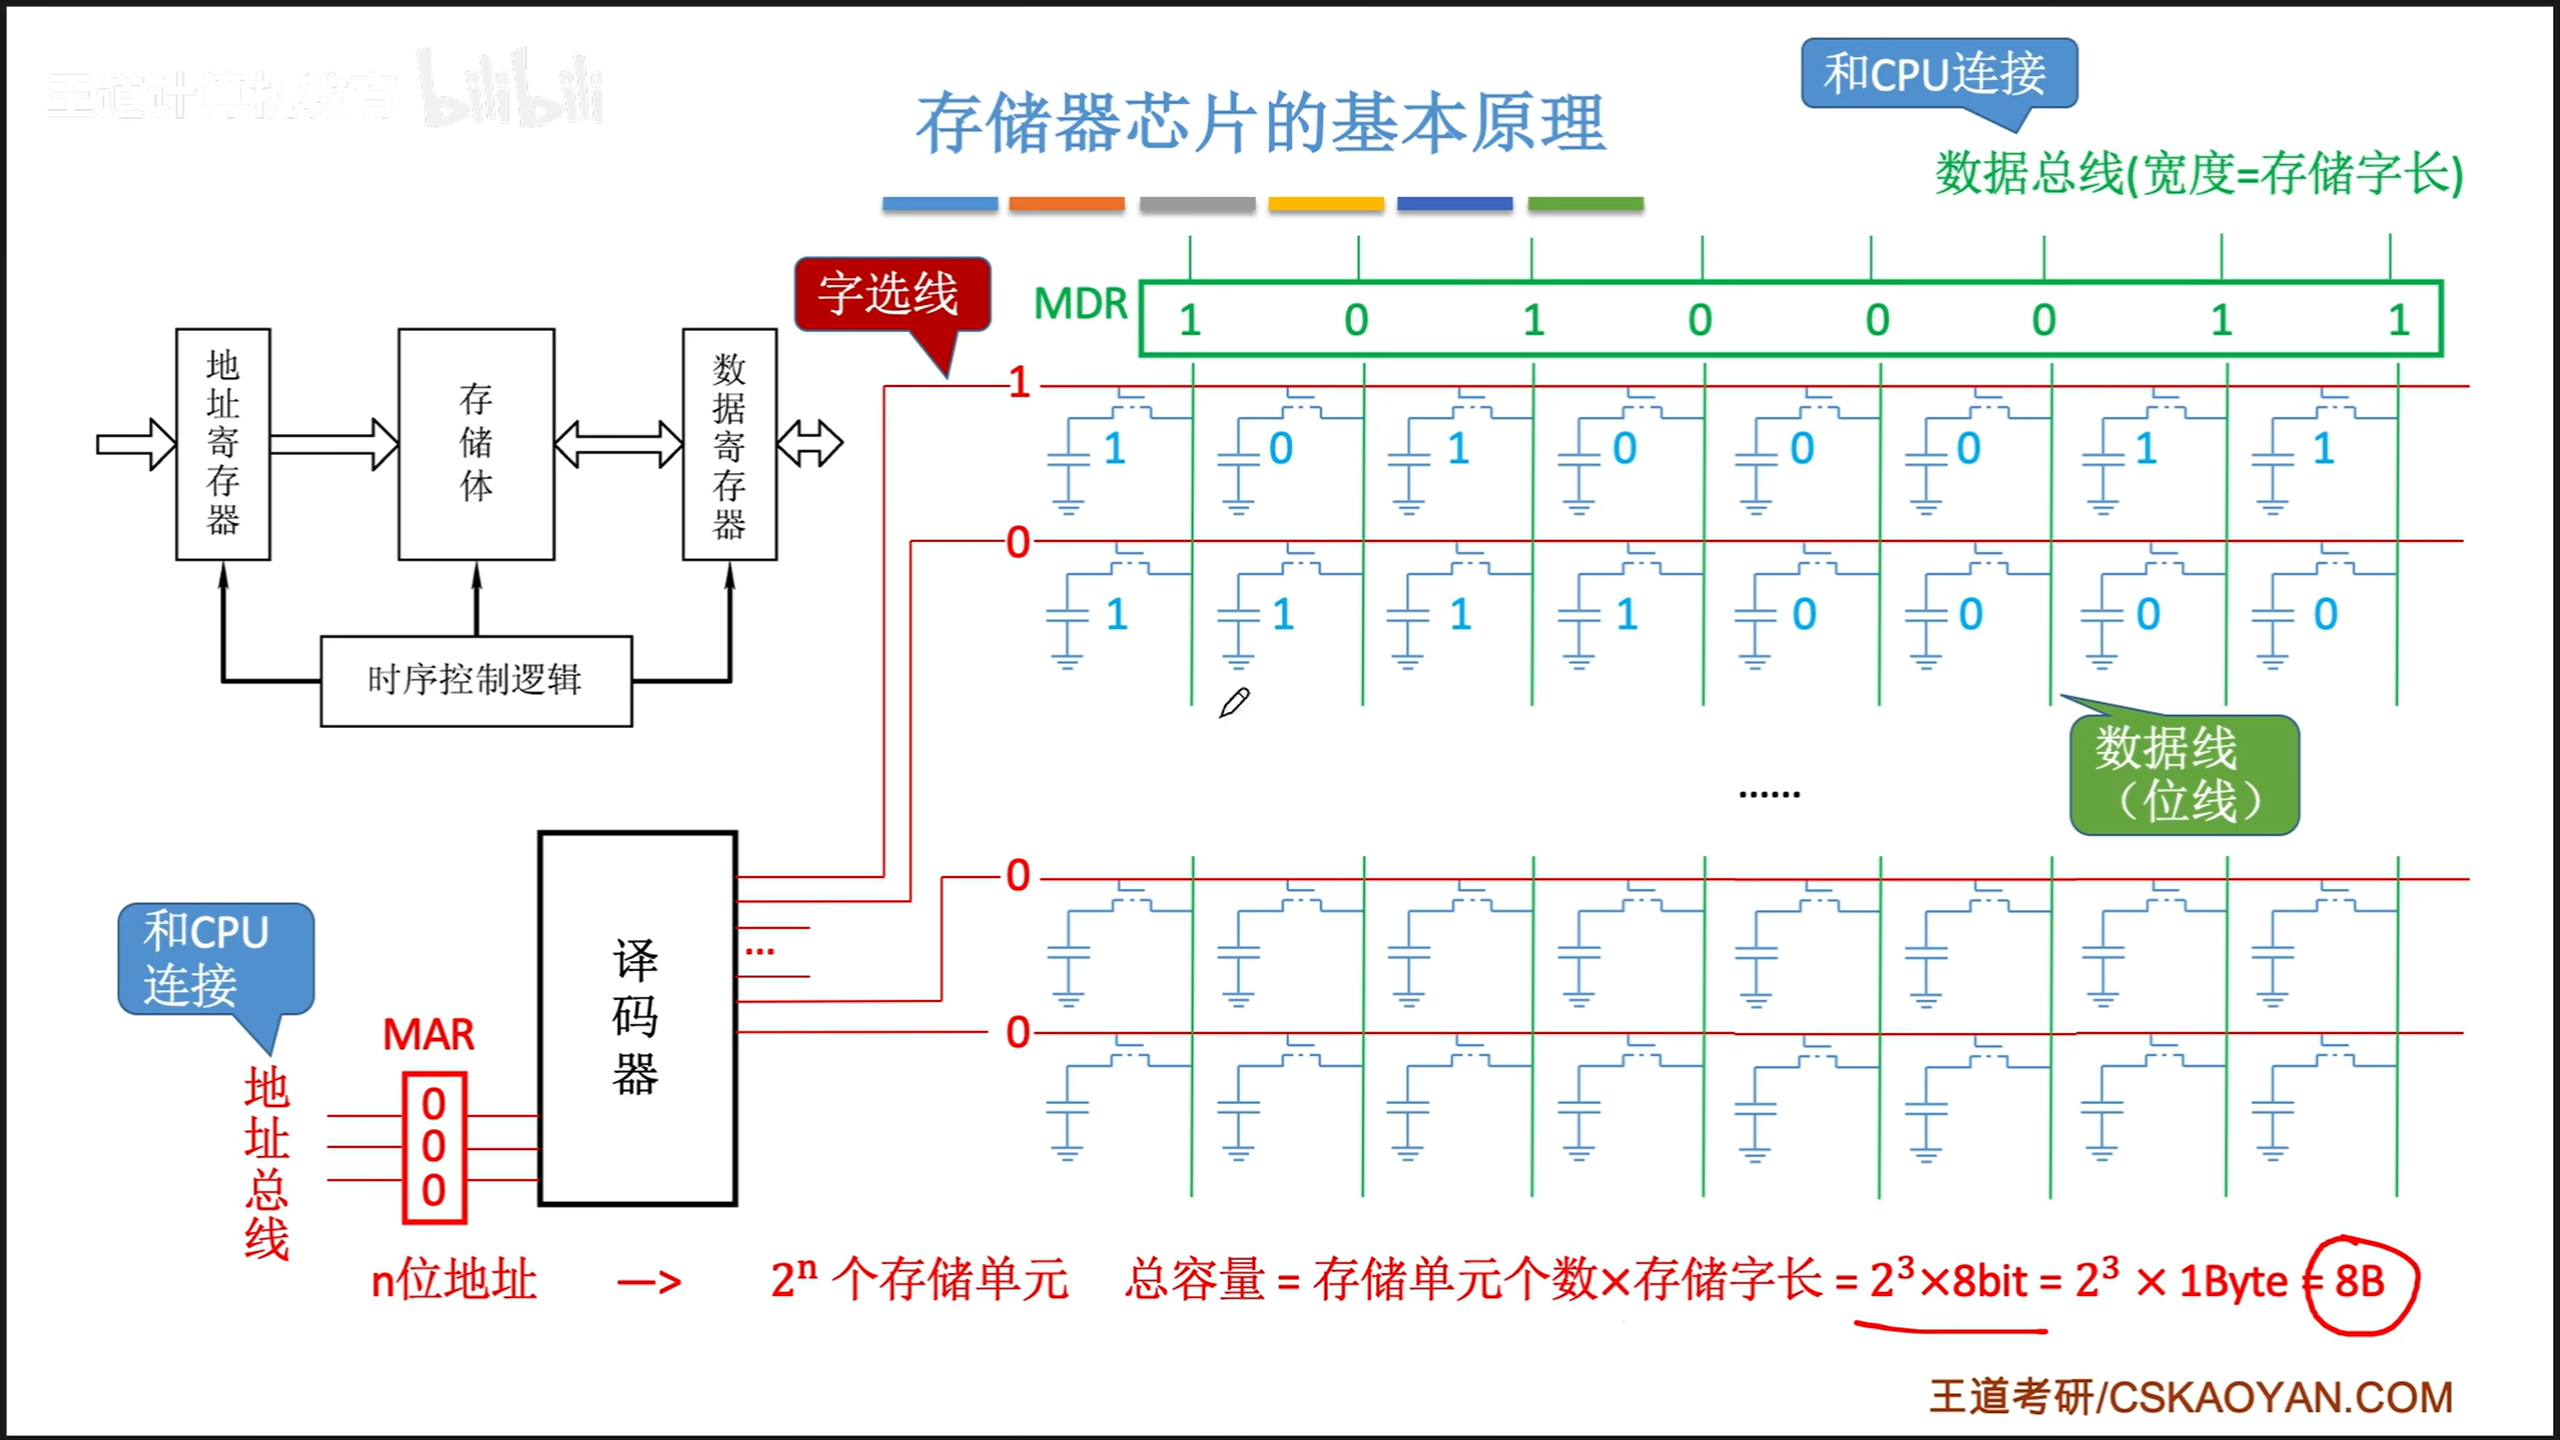 王道计算机教育 bilibili
存储器芯片的基本原理
和CPU连接
数据总线(宽度=存储字长)
字选线
MDR 1 0 1 0 0 0 1 1
地址寄存器
存储体
数据寄存器
时序控制逻辑
1
1 0 1 0 0 0 1 1
0
1 1 1 1 0 0 0 0
数据线
(位线)
......
0
0
译码器
...
和CPU
连接
MAR
地址总线
0
0
0
n位地址 —> 2ⁿ 个存储单元 总容量 = 存储单元个数×存储字长 = 2³×8bit = 2³ × 1Byte = 8B
王道考研/CSKAOYAN.COM